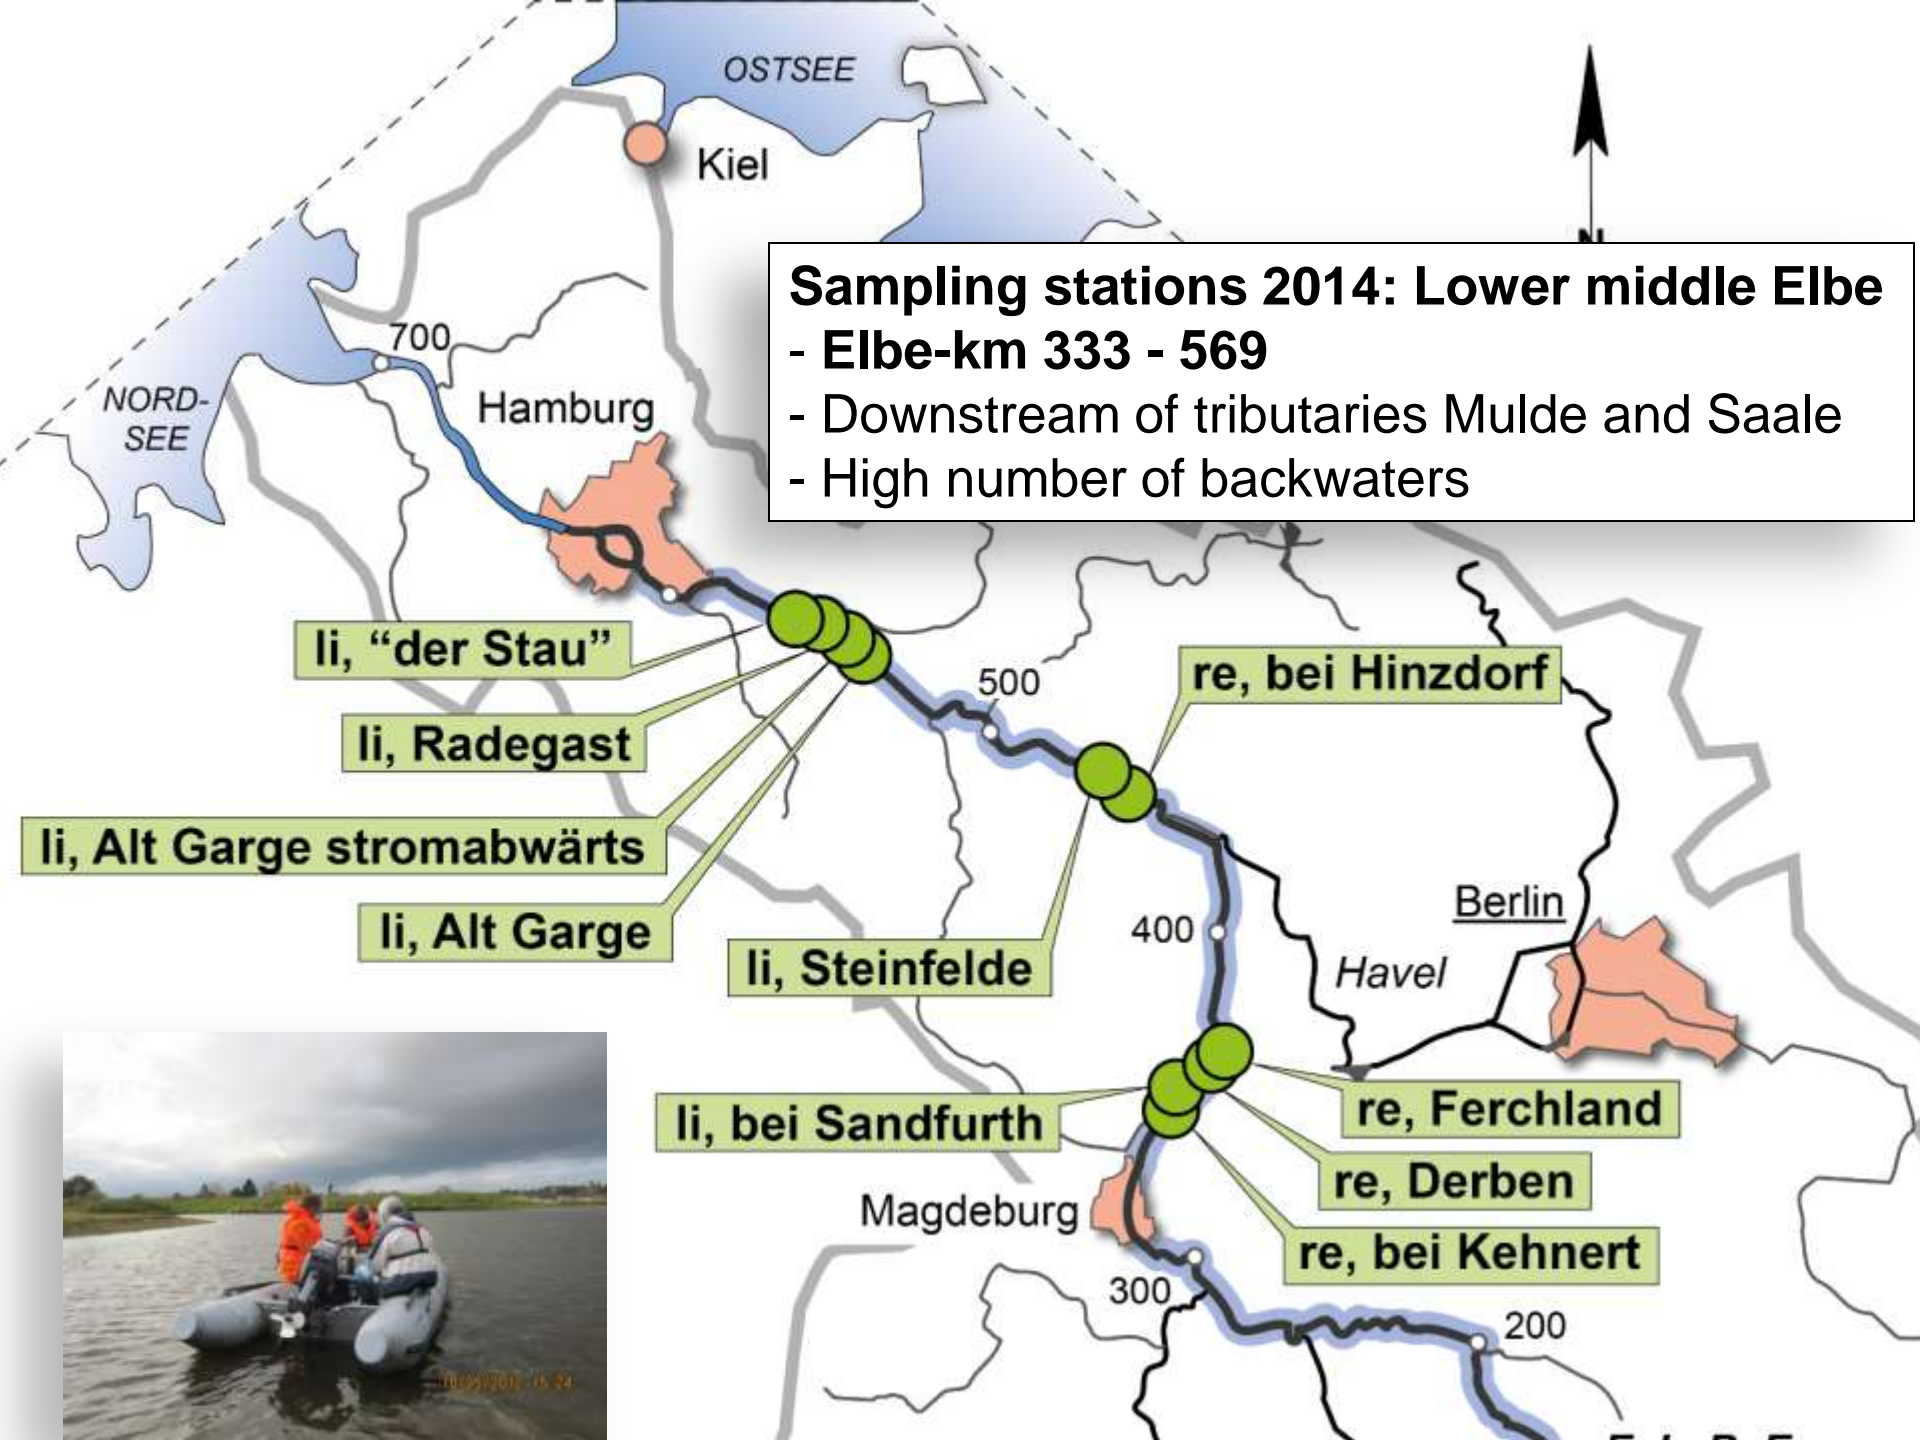 OSTSEE
Kiel
N
Sampling stations 2014: Lower middle Elbe
- Elbe-km 333 - 569
- Downstream of tributaries Mulde and Saale
- High number of backwaters
700
NORD-
SEE
Hamburg
li, “der Stau”
500
re, bei Hinzdorf
li, Radegast
li, Alt Garge stromabwärts
li, Alt Garge
Berlin
400
li, Steinfelde
Havel
li, bei Sandfurth
re, Ferchland
re, Derben
Magdeburg
re, bei Kehnert
300
200